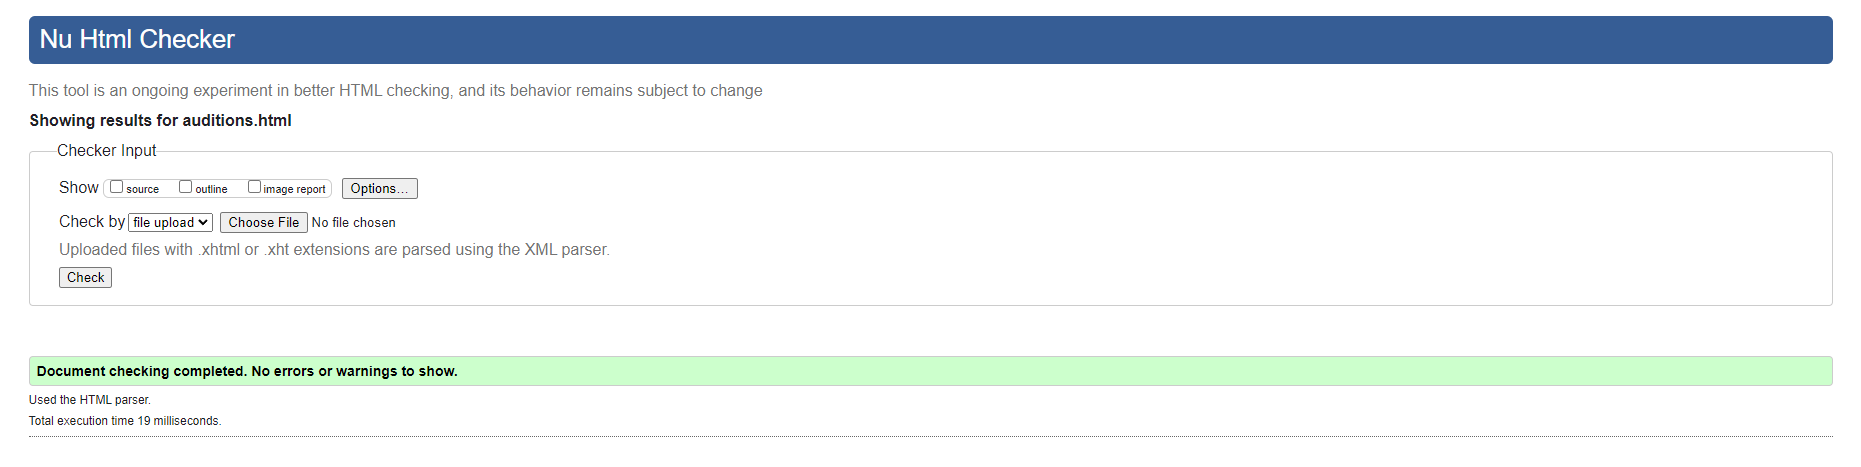 Nu Html Checker
This tool is an ongoing experiment in better HTML checking, and its behavior remains subject to change
Showing results for auditions.html
Checker Input
Show source outline image report Options...
Check by file upload Choose File No file chosen
Uploaded files with .xhtml or .xht extensions are parsed using the XML parser.
Check
Document checking completed. No errors or warnings to show.
Used the HTML parser.
Total execution time 19 milliseconds.